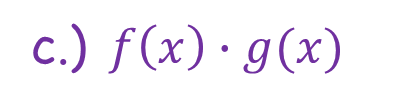 c.) f(x) · g(x)